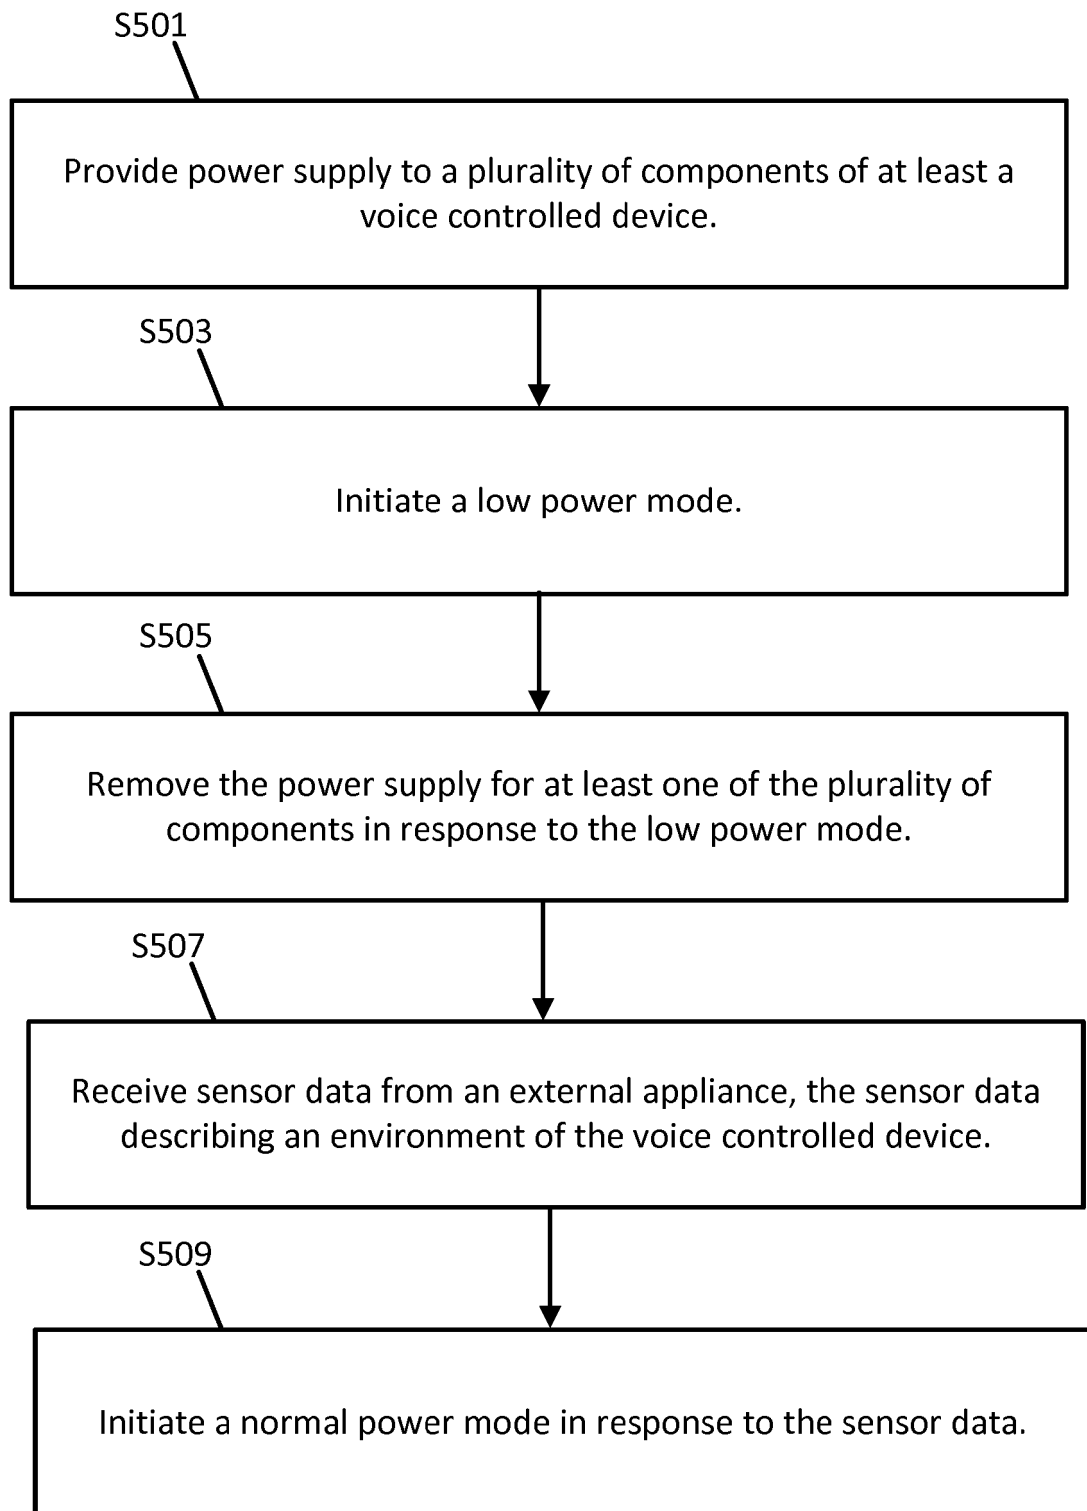 S501
Provide power supply to a plurality of components of at least a
voice controlled device.
S503
Initiate a low power mode.
S505
Remove the power supply for at least one of the plurality of
components in response to the low power mode.
S507
Receive sensor data from an external appliance, the sensor data
describing an environment of the voice controlled device.
S509
Initiate a normal power mode in response to the sensor data.